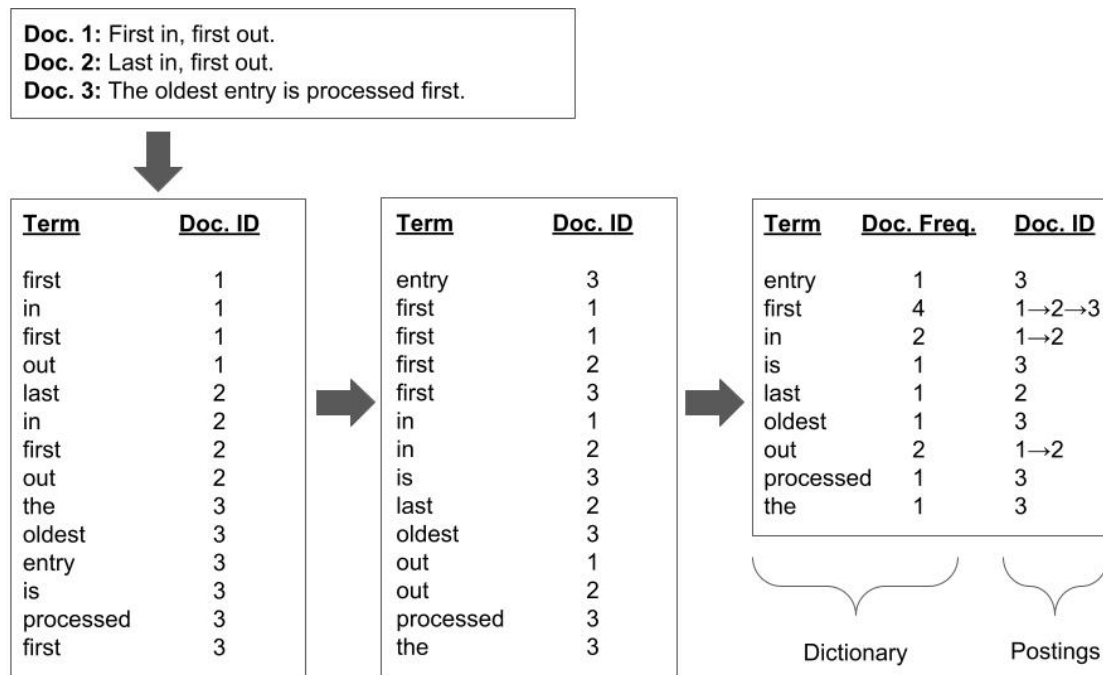 Doc. 1: First in, first out.
Doc. 2: Last in, first out.
Doc. 3: The oldest entry is processed first.
Term Doc. ID
first 1
in 1
first 1
out 1
last 2
in 2
first 2
out 2
the 3
oldest 3
entry 3
is 3
processed 3
first 3
Term Doc. ID
entry 3
first 1
first 1
first 2
first 3
in 1
in 2
is 3
last 2
oldest 3
out 1
out 2
processed 3
the 3
Term Doc. Freq. Doc. ID
entry 1 3
first 4 1→2→3
in 2 1→2
is 1 3
last 1 2
oldest 1 3
out 2 1→2
processed 1 3
the 1 3
Dictionary Postings